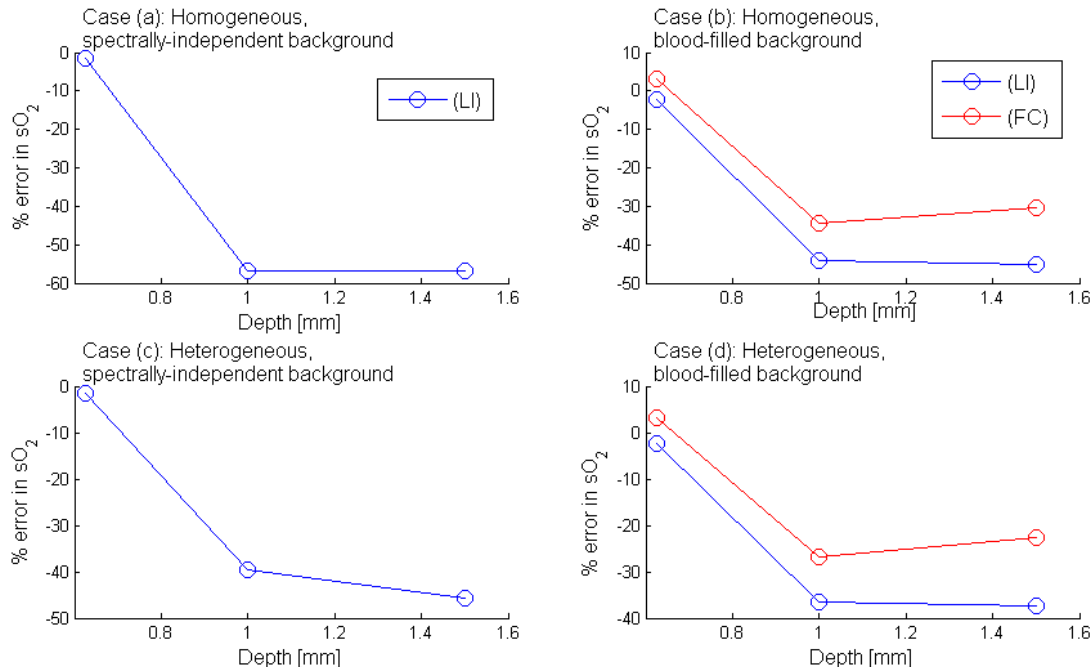 Case (a): Homogeneous,
spectrally-independent background
0
-10
-20
-30
-40
-50
-60
% error in sO2
(LI)
0.8
1
1.2
1.4
1.6
Depth [mm]
Case (b): Homogeneous,
blood-filled background
10
0
-10
-20
-30
-40
-50
% error in sO2
(LI)
(FC)
0.8
1
1.2
1.4
1.6
Depth [mm]
Case (c): Heterogeneous,
spectrally-independent background
0
-10
-20
-30
-40
-50
% error in sO2
0.8
1
1.2
1.4
1.6
Depth [mm]
Case (d): Heterogeneous,
blood-filled background
10
0
-10
-20
-30
-40
% error in sO2
0.8
1
1.2
1.4
1.6
Depth [mm]